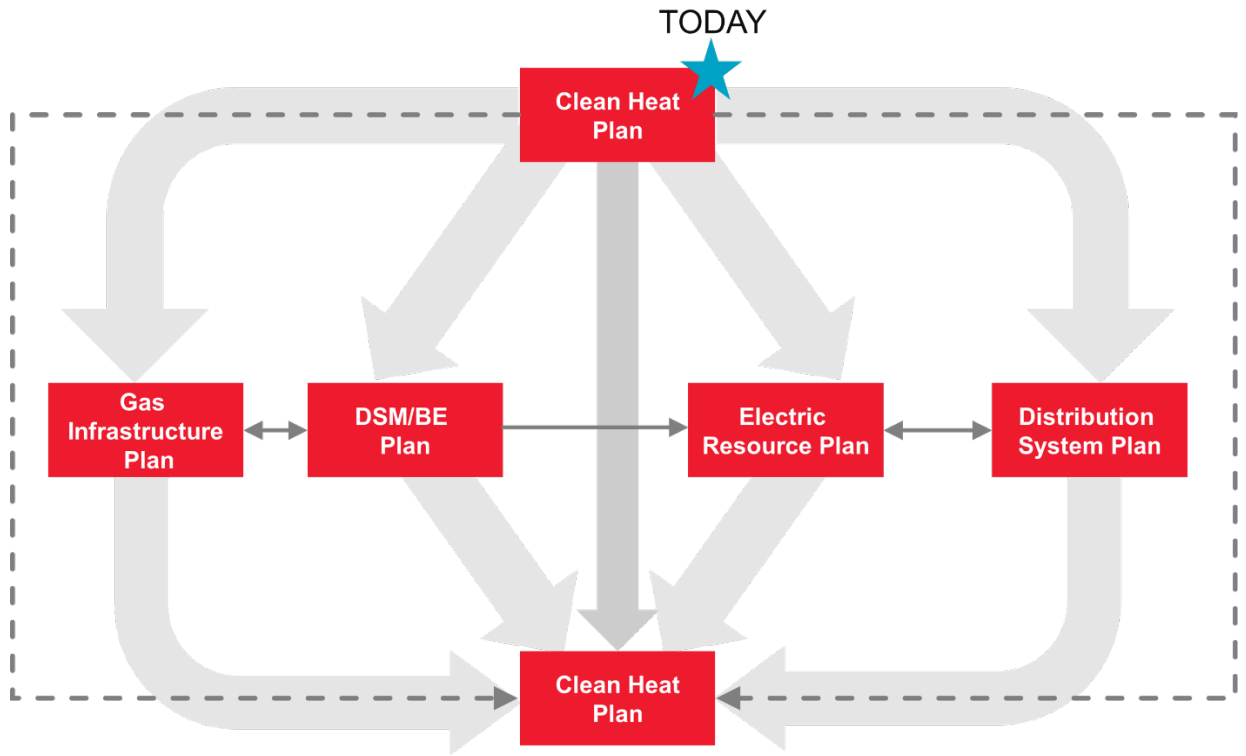 TODAY
Clean Heat
Plan
Gas
Infrastructure
Plan
DSM/BE
Plan
Electric
Resource Plan
Distribution
System Plan
Clean Heat
Plan